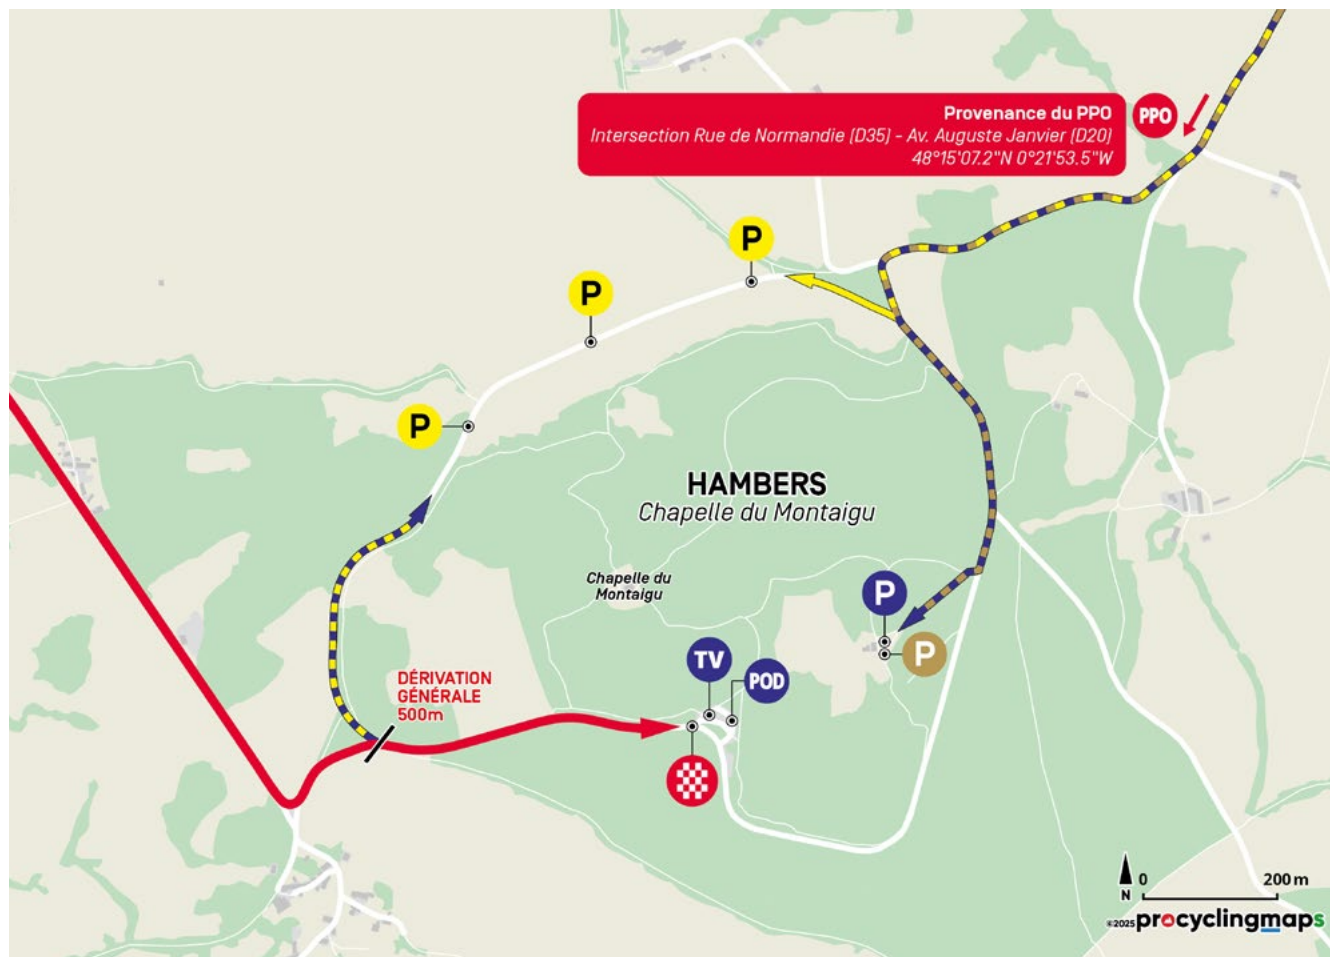 Provenance du PPO
Intersection Rue de Normandie (D35) - Av. Auguste Janvier (D20)
48°15'07.2"N 0°21'53.5"W
PPO
P
P
P
HAMBERS
Chapelle du Montaigu
Chapelle du
Montaigu
P
P
TV
POD
DÉRIVATION
GÉNÉRALE
500m
N
0 200 m
©2025 procyclingmaps